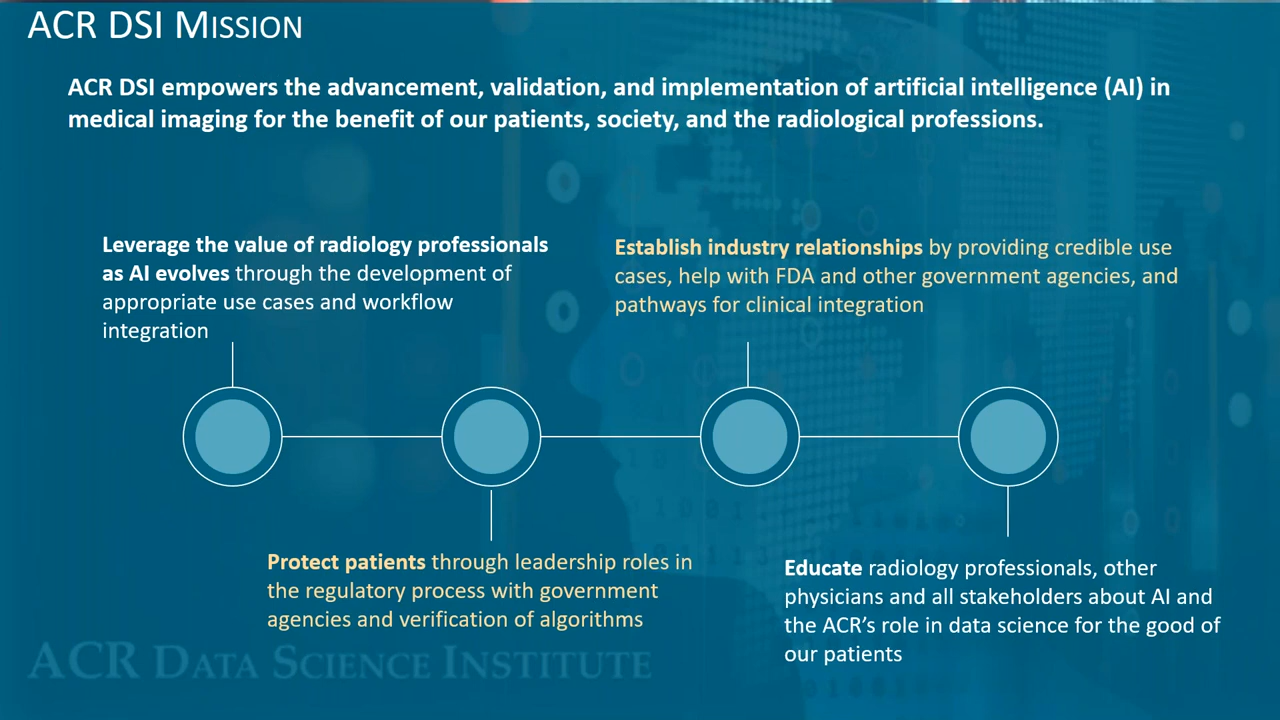 ACR DSI MISSION
ACR DSI empowers the advancement, validation, and implementation of artificial intelligence (AI) in
medical imaging for the benefit of our patients, society, and the radiological professions.
Leverage the value of radiology professionals
as AI evolves through the development of
appropriate use cases and workflow
integration
Protect patients through leadership roles in
the regulatory process with government
agencies and verification of algorithms
Establish industry relationships by providing credible use
cases, help with FDA and other government agencies, and
pathways for clinical integration
Educate radiology professionals, other
physicians and all stakeholders about AI and
the ACR’s role in data science for the good of
our patients
ACR DATA SCIENCE INSTITUTE